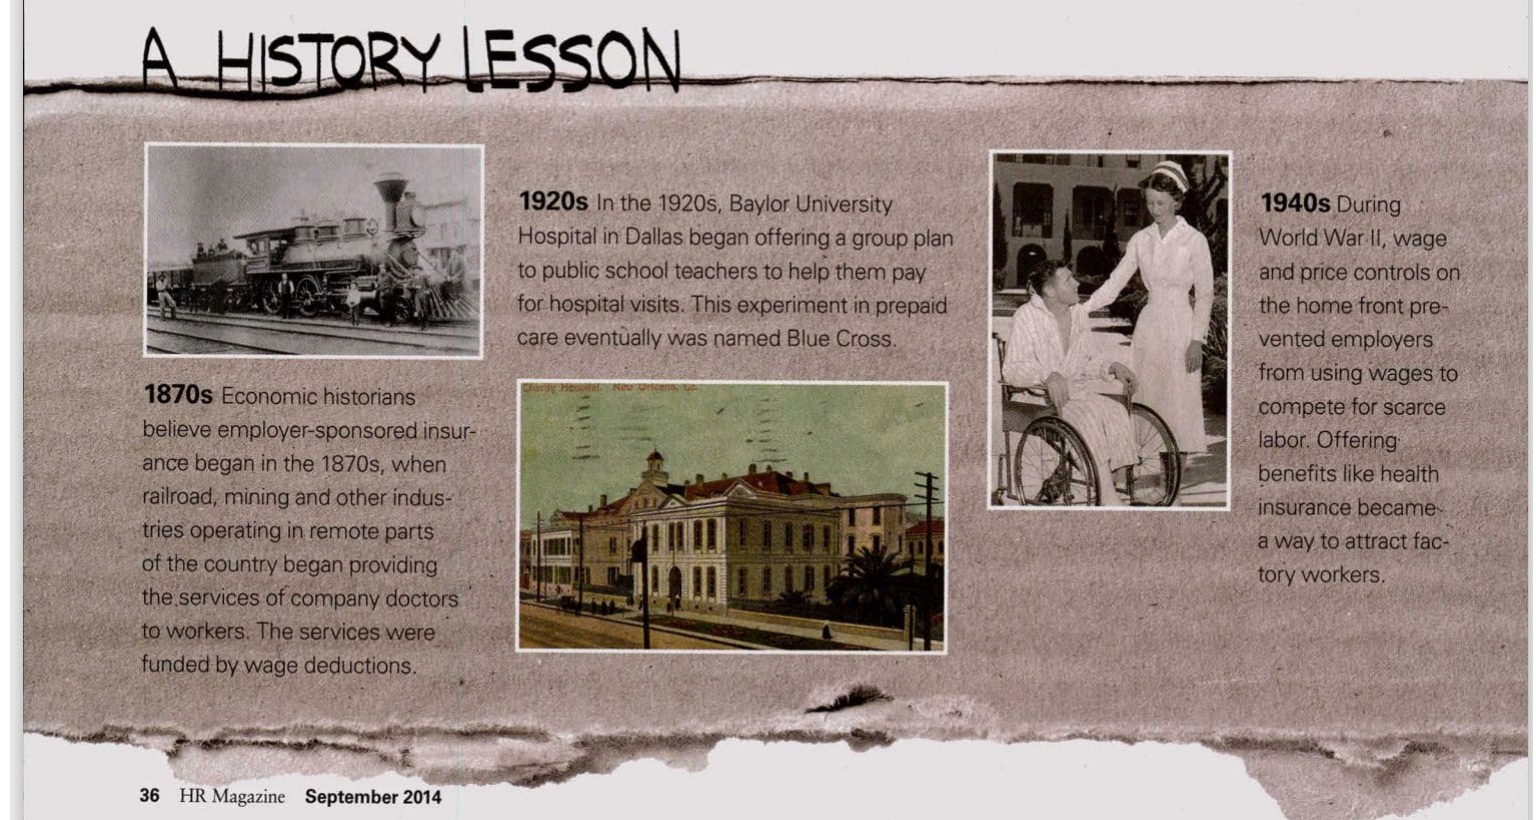 A HISTORY LESSON
1870s Economic historians
believe employer-sponsored insur-
ance began in the 1870s, when
railroad, mining and other indus-
tries operating in remote parts
of the country began providing
the services of company doctors
to workers. The services were
funded by wage deductions.
1920s In the 1920s, Baylor University
Hospital in Dallas began offering a group plan
to public school teachers to help them pay
for hospital visits. This experiment in prepaid
care eventually was named Blue Cross.
Charity Hospital. New Orleans, La.
1940s During
World War II, wage
and price controls on
the home front pre-
vented employers
from using wages to
compete for scarce
labor. Offering
benefits like health
insurance became
a way to attract fac-
tory workers.
36 HR Magazine September 2014